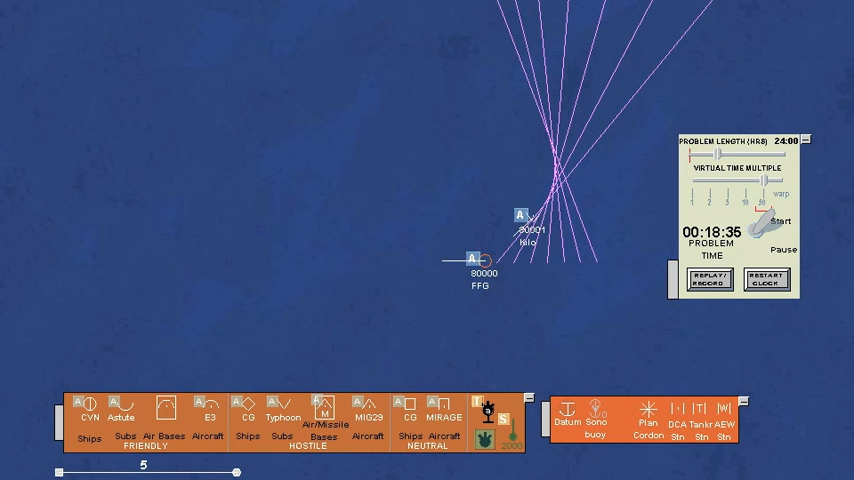 PROBLEM LENGTH (HRS) 24:00
VIRTUAL TIME MULTIPLE
1 2 5 10 50 warp
Start
00:18:35
PROBLEM
TIME
Pause
REPLAY/
RECORD
RESTART
CLOCK
A
80001
Kilo
A
80000
FFG
A A A A A A A A A T
CVN Astute E3 CG Typhoon M MIG29 CG MIRAGE a
Ships Subs Air Bases Aircraft Ships Subs Air/Missile
Bases Aircraft Ships Aircraft S
FRIENDLY HOSTILE NEUTRAL 2000
Datum Sono
buoy
Plan
Cordon
T W
DCA Tankr AEW
Stn Stn Stn
5